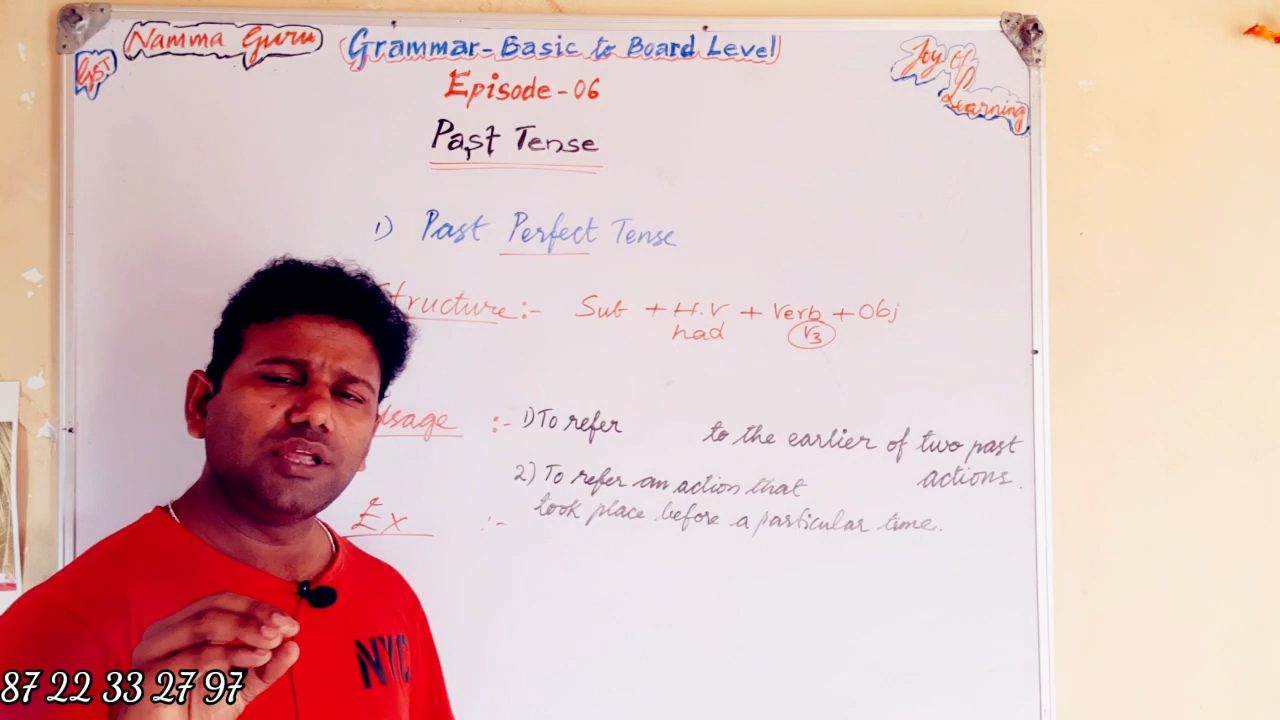 Namma Guru
Grammar-Basic to Board Level
GST
Joy of
Learning
Episode-06
Past Tense
1) Past Perfect Tense
Structure:- Sub + H.V + Verb + Obj
had V3
Usage :- 1) To refer to the earlier of two past
actions.
2) To refer an action that
took place before a particular time.
Ex :-
NYC
87 22 33 27 97